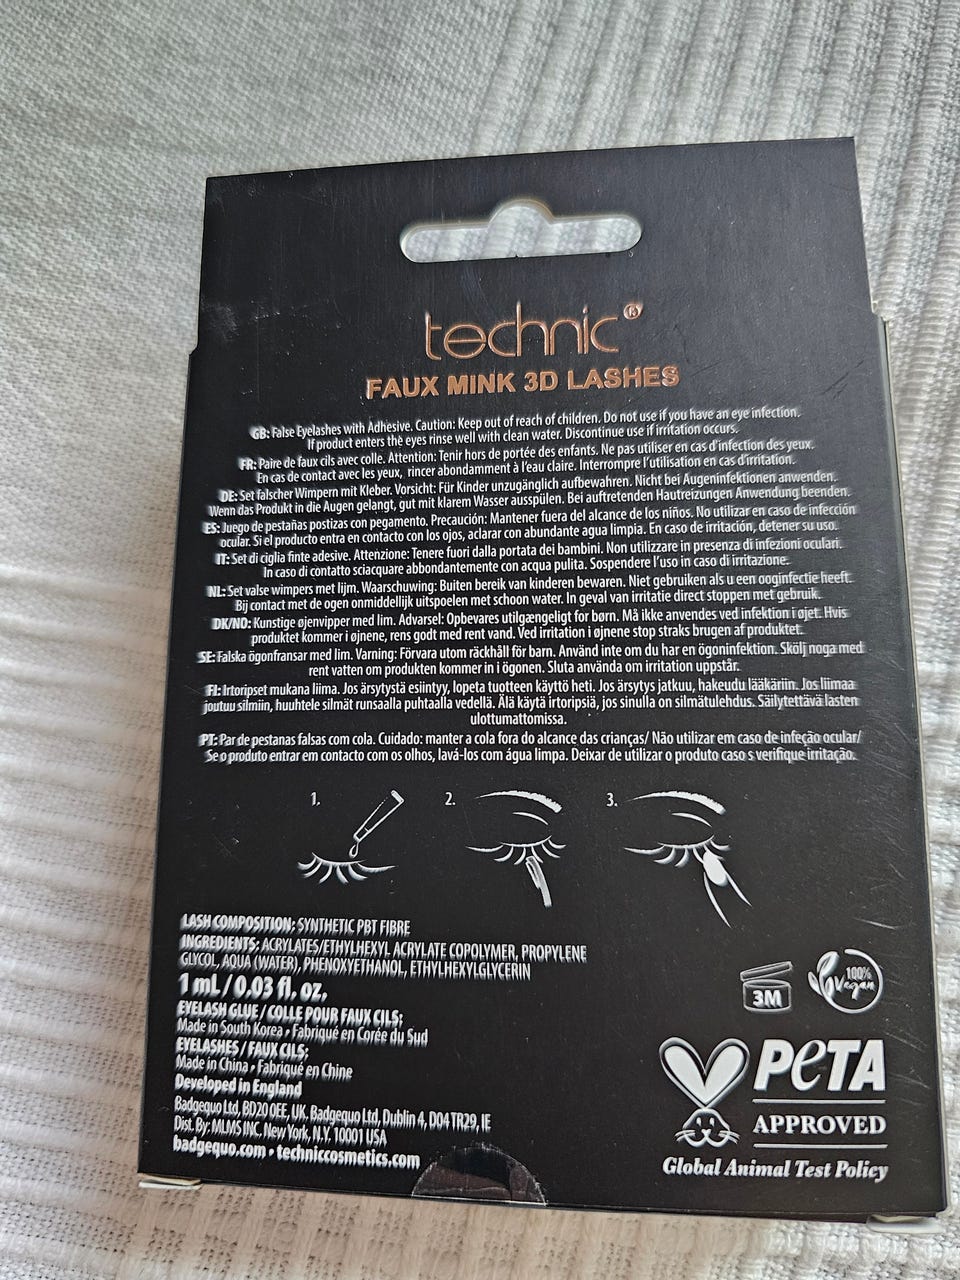 technic®
FAUX MINK 3D LASHES
GB: False Eyelashes with Adhesive. Caution: Keep out of reach of children. Do not use if you have an eye infection.
If product enters the eyes rinse well with clean water. Discontinue use if irritation occurs.
FR: Paire de faux cils avec colle. Attention: Tenir hors de portée des enfants. Ne pas utiliser en cas d'infection des yeux.
En cas de contact avec les yeux, rincer abondamment à l'eau claire. Interrompre l'utilisation en cas d'irritation.
DE: Set falscher Wimpern mit Kleber. Vorsicht: Für Kinder unzugänglich aufbewahren. Nicht bei Augeninfektionen anwenden.
Wenn das Produkt in die Augen gelangt, gut mit klarem Wasser ausspülen. Bei auftretenden Hautreizungen Anwendung beenden.
ES: Juego de pestañas postizas con pegamento. Precaución: Mantener fuera del alcance de los niños. No utilizar en caso de infección
ocular. Si el producto entra en contacto con los ojos, aclarar con abundante agua limpia. En caso de irritación, detener su uso.
IT: Set di ciglia finte adesive. Attenzione: Tenere fuori dalla portata dei bambini. Non utilizzare in presenza di infezioni oculari.
In caso di contatto sciacquare abbondantemente con acqua pulita. Sospendere l'uso in caso di irritazione.
NL: Set valse wimpers met lijm. Waarschuwing: Buiten bereik van kinderen bewaren. Niet gebruiken als u een ooginfectie heeft.
Bij contact met de ogen onmiddellijk uitspoelen met schoon water. In geval van irritatie direct stoppen met gebruik.
DK/NO: Kunstige øjenvipper med lim. Advarsel: Opbevares utilgængeligt for børn. Må ikke anvendes ved infektion i øjet. Hvis
produktet kommer i øjnene, rens godt med rent vand. Ved irritation i øjnene stop straks brugen af produktet.
SE: Falska ögonfransar med lim. Varning: Förvara utom räckhåll för barn. Använd inte om du har en ögoninfektion. Skölj noga med
rent vatten om produkten kommer in i ögonen. Sluta använda om irritation uppstår.
FI: Irtoripset mukana liima. Jos ärsytystä esiintyy, lopeta tuotteen käyttö heti. Jos ärsytys jatkuu, hakeudu lääkäriin. Jos liimaa
joutuu silmiin, huuhtele silmät runsaalla puhtaalla vedellä. Älä käytä irtoripsiä, jos sinulla on silmätulehdus. Säilytettävä lasten
ulottumattomissa.
PT: Par de pestanas falsas com cola. Cuidado: manter a cola fora do alcance das crianças/ Não utilizar em caso de infeção ocular/
Se o produto entrar em contacto com os olhos, lavá-los com água limpa. Deixar de utilizar o produto caso s verifique irritação.
1. 2. 3.
LASH COMPOSITION: SYNTHETIC PBT FIBRE
INGREDIENTS: ACRYLATES/ETHYLHEXYL ACRYLATE COPOLYMER, PROPYLENE
GLYCOL, AQUA (WATER), PHENOXYETHANOL, ETHYLHEXYLGLYCERIN
1 mL / 0.03 fl. oz.
EYELASH GLUE / COLLE POUR FAUX CILS:
Made in South Korea • Fabriqué en Corée du Sud
EYELASHES / FAUX CILS:
Made in China • Fabriqué en Chine
Developed in England
Badgequo Ltd, BD20 0EE, UK. Badgequo Ltd, Dublin 4, D04 TR29, IE
Dist. By: MLMS INC. New York, N.Y. 10001 USA
badgequo.com • techniccosmetics.com
3M
100%
Vegan
PETA
APPROVED
Global Animal Test Policy